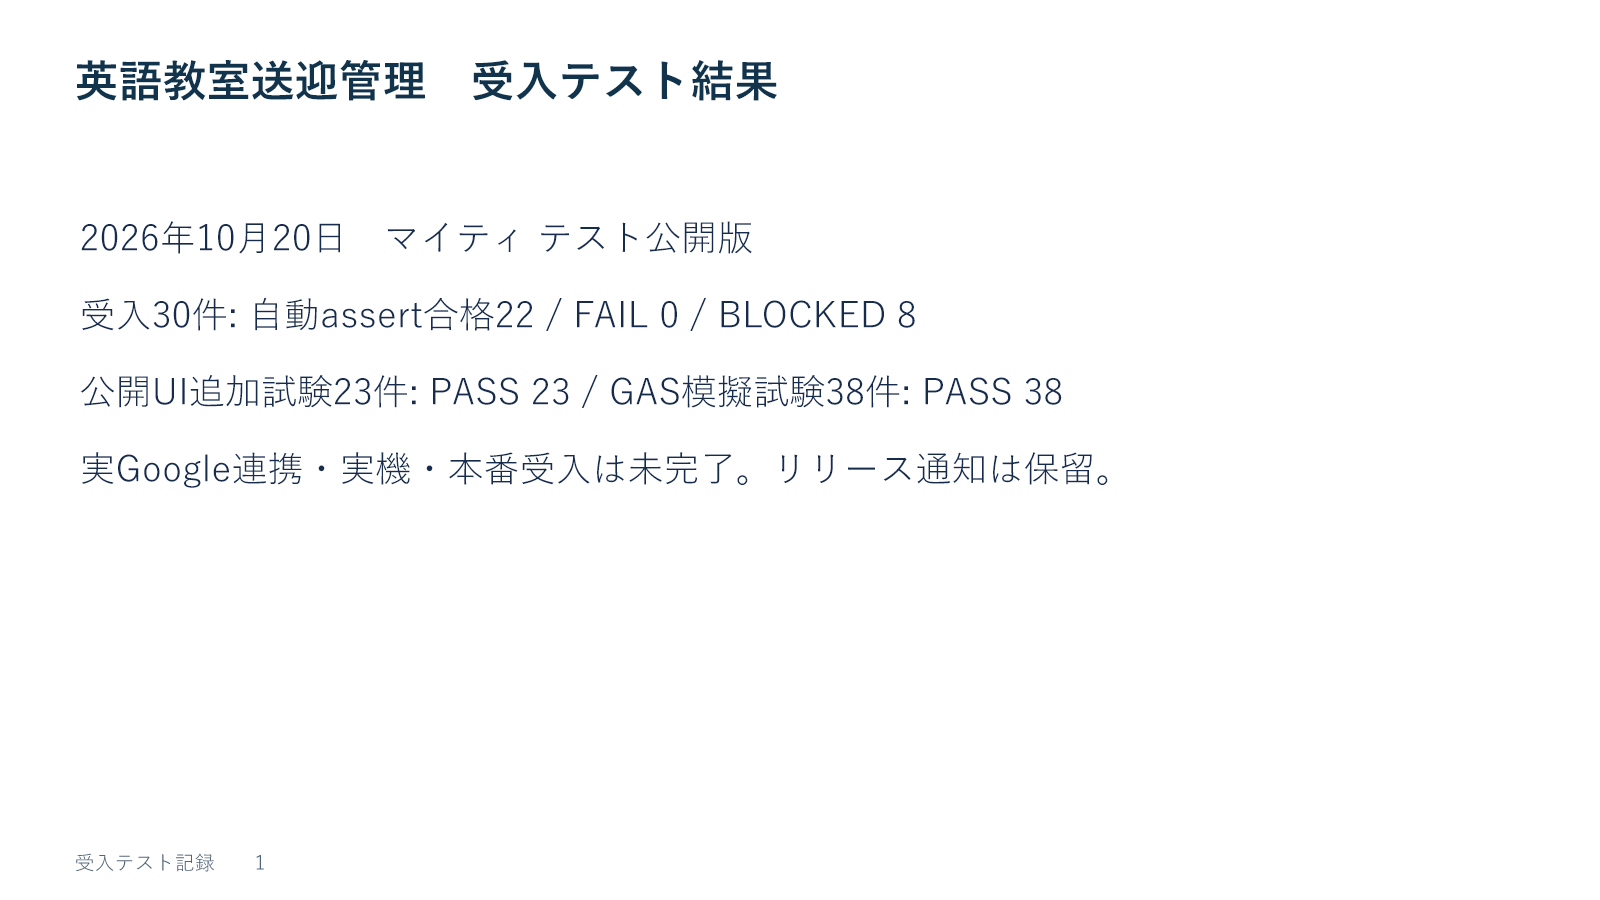 英語教室送迎管理　受入テスト結果
2026年10月20日　マイティ テスト公開版
受入30件: 自動assert合格22 / FAIL 0 / BLOCKED 8
公開UI追加試験23件: PASS 23 / GAS模擬試験38件: PASS 38
実Google連携・実機・本番受入は未完了。リリース通知は保留。
受入テスト記録　　1